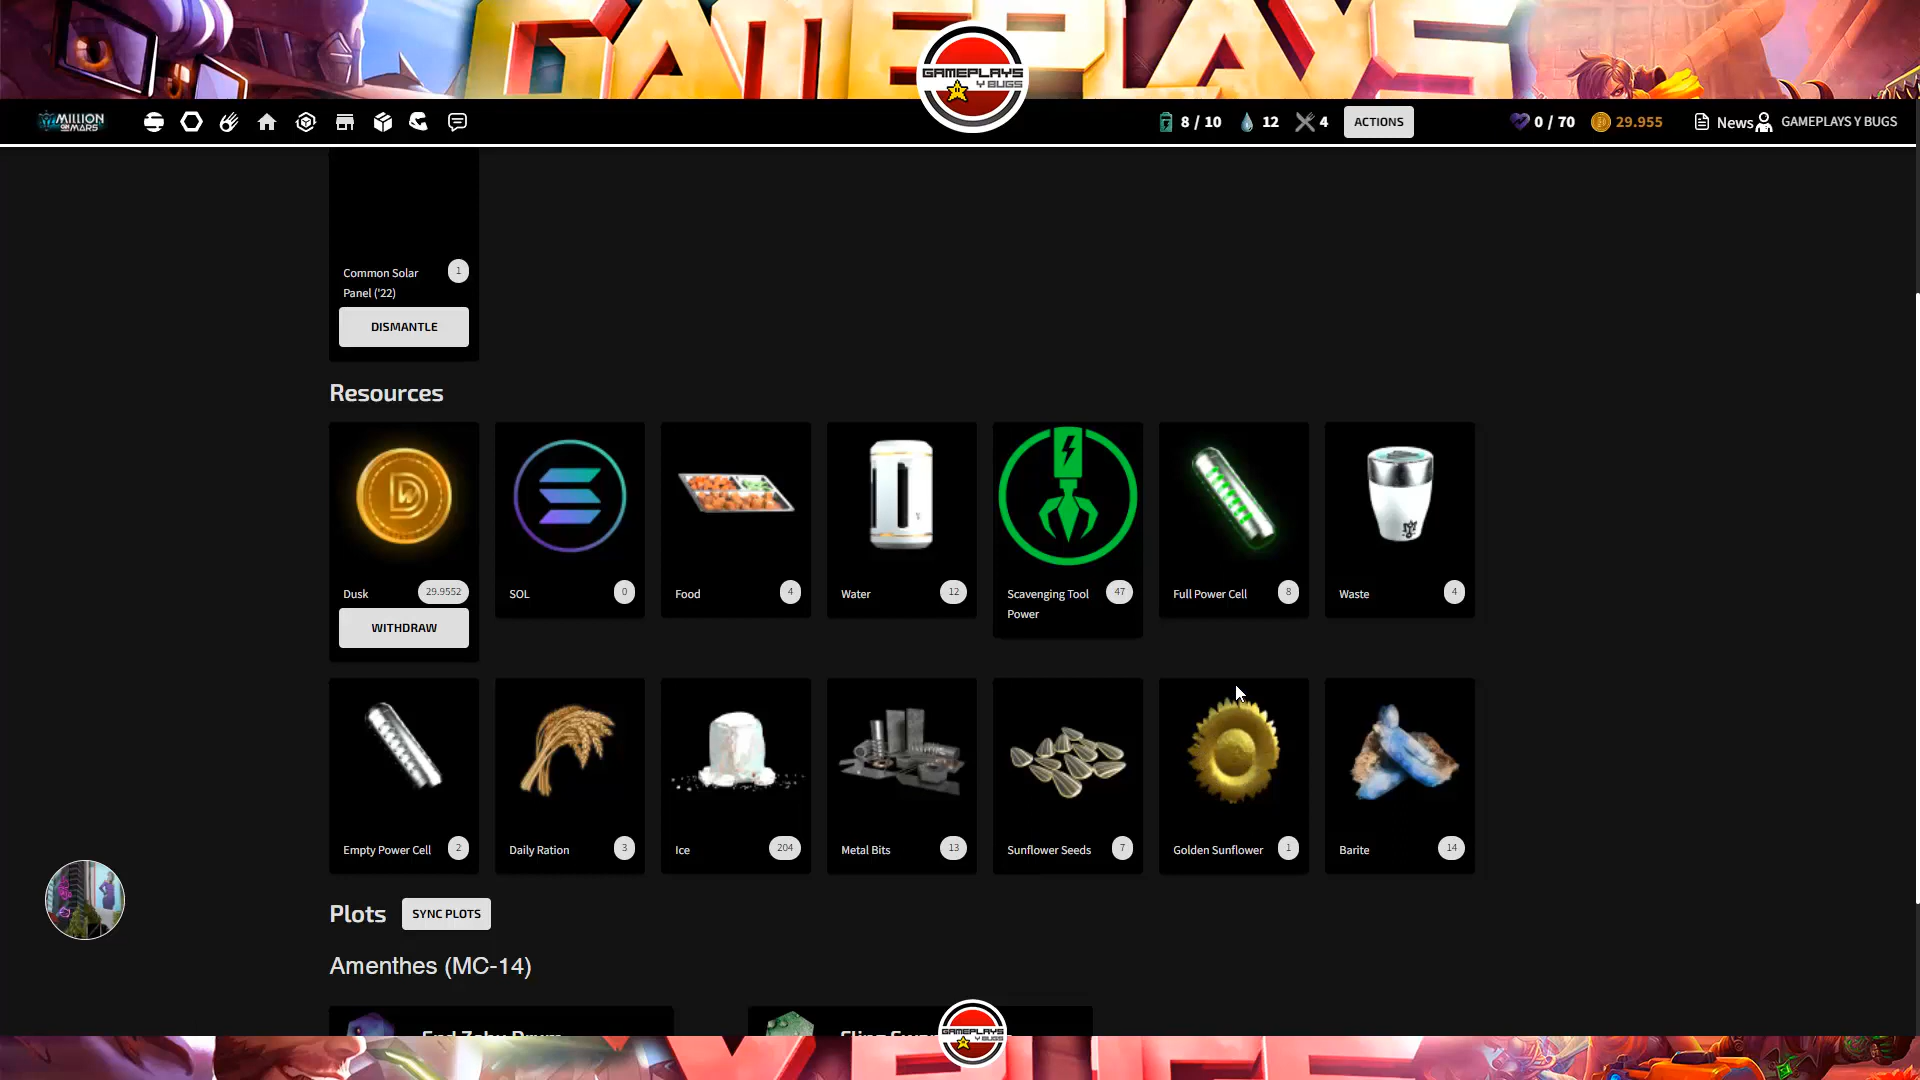 GAMEPLAYS
GAMEPLAYS
Y BUGS
MILLION
ON MARS
8 / 10
12
4
ACTIONS
0 / 70
29.955
News
GAMEPLAYS Y BUGS
Common Solar
Panel ('22)
1
DISMANTLE
Resources
Dusk
29.9552
WITHDRAW
SOL
0
Food
4
Water
12
Scavenging Tool
Power
47
Full Power Cell
8
Waste
4
Empty Power Cell
2
Daily Ration
3
Ice
204
Metal Bits
13
Sunflower Seeds
7
Golden Sunflower
1
Barite
14
Plots
SYNC PLOTS
Amenthes (MC-14)
GAMEPLAYS
Y BUGS